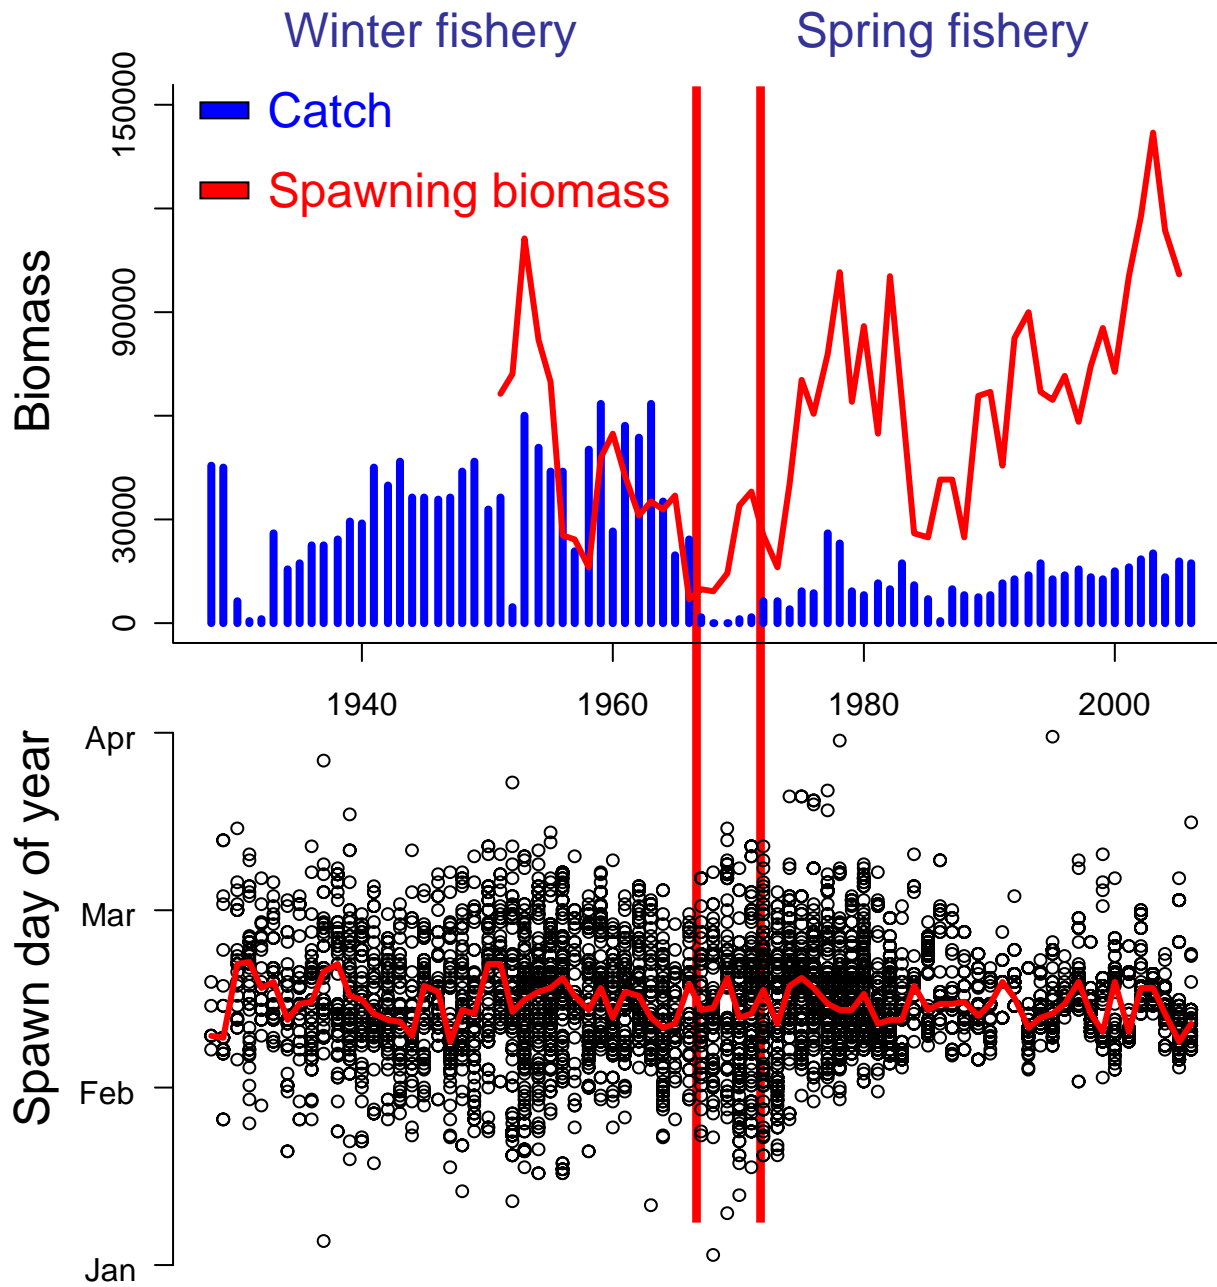 Winter fishery
Spring fishery
Catch
Spawning biomass
Biomass
150000
90000
30000
0
1940
1960
1980
2000
Spawn day of year
Apr
Mar
Feb
Jan